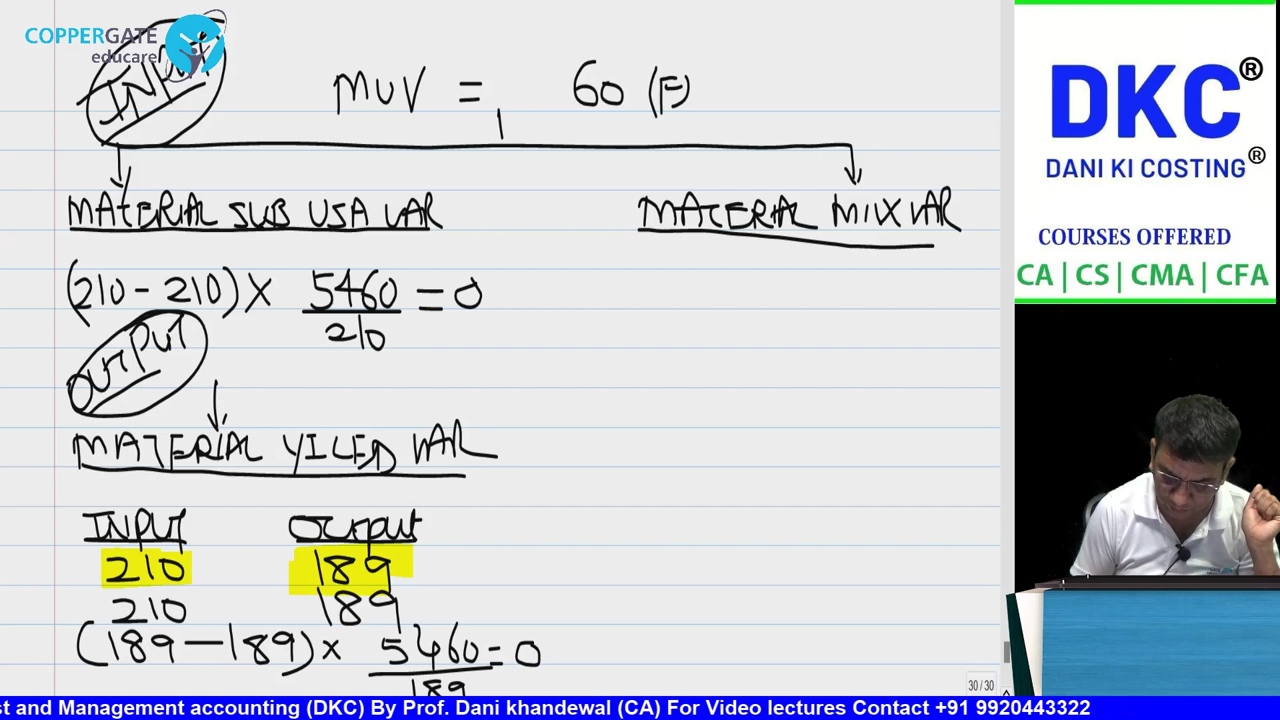 COPPERGATE
educare
INPUT
MUV = 60 (F)
MATERIAL SUB USA VAR
MATERIAL MIX VAR
(210 - 210) × 5460 = 0
210
OUTPUT
MATERIAL YILED VAR
INPUT OUTPUT
210 189
210 189
(189 - 189) × 5460 = 0
189
30 / 30
DKC®
DANI KI COSTING®
COURSES OFFERED
CA | CS | CMA | CFA
st and Management accounting (DKC) By Prof. Dani khandewal (CA) For Video lectures Contact +91 9920443322